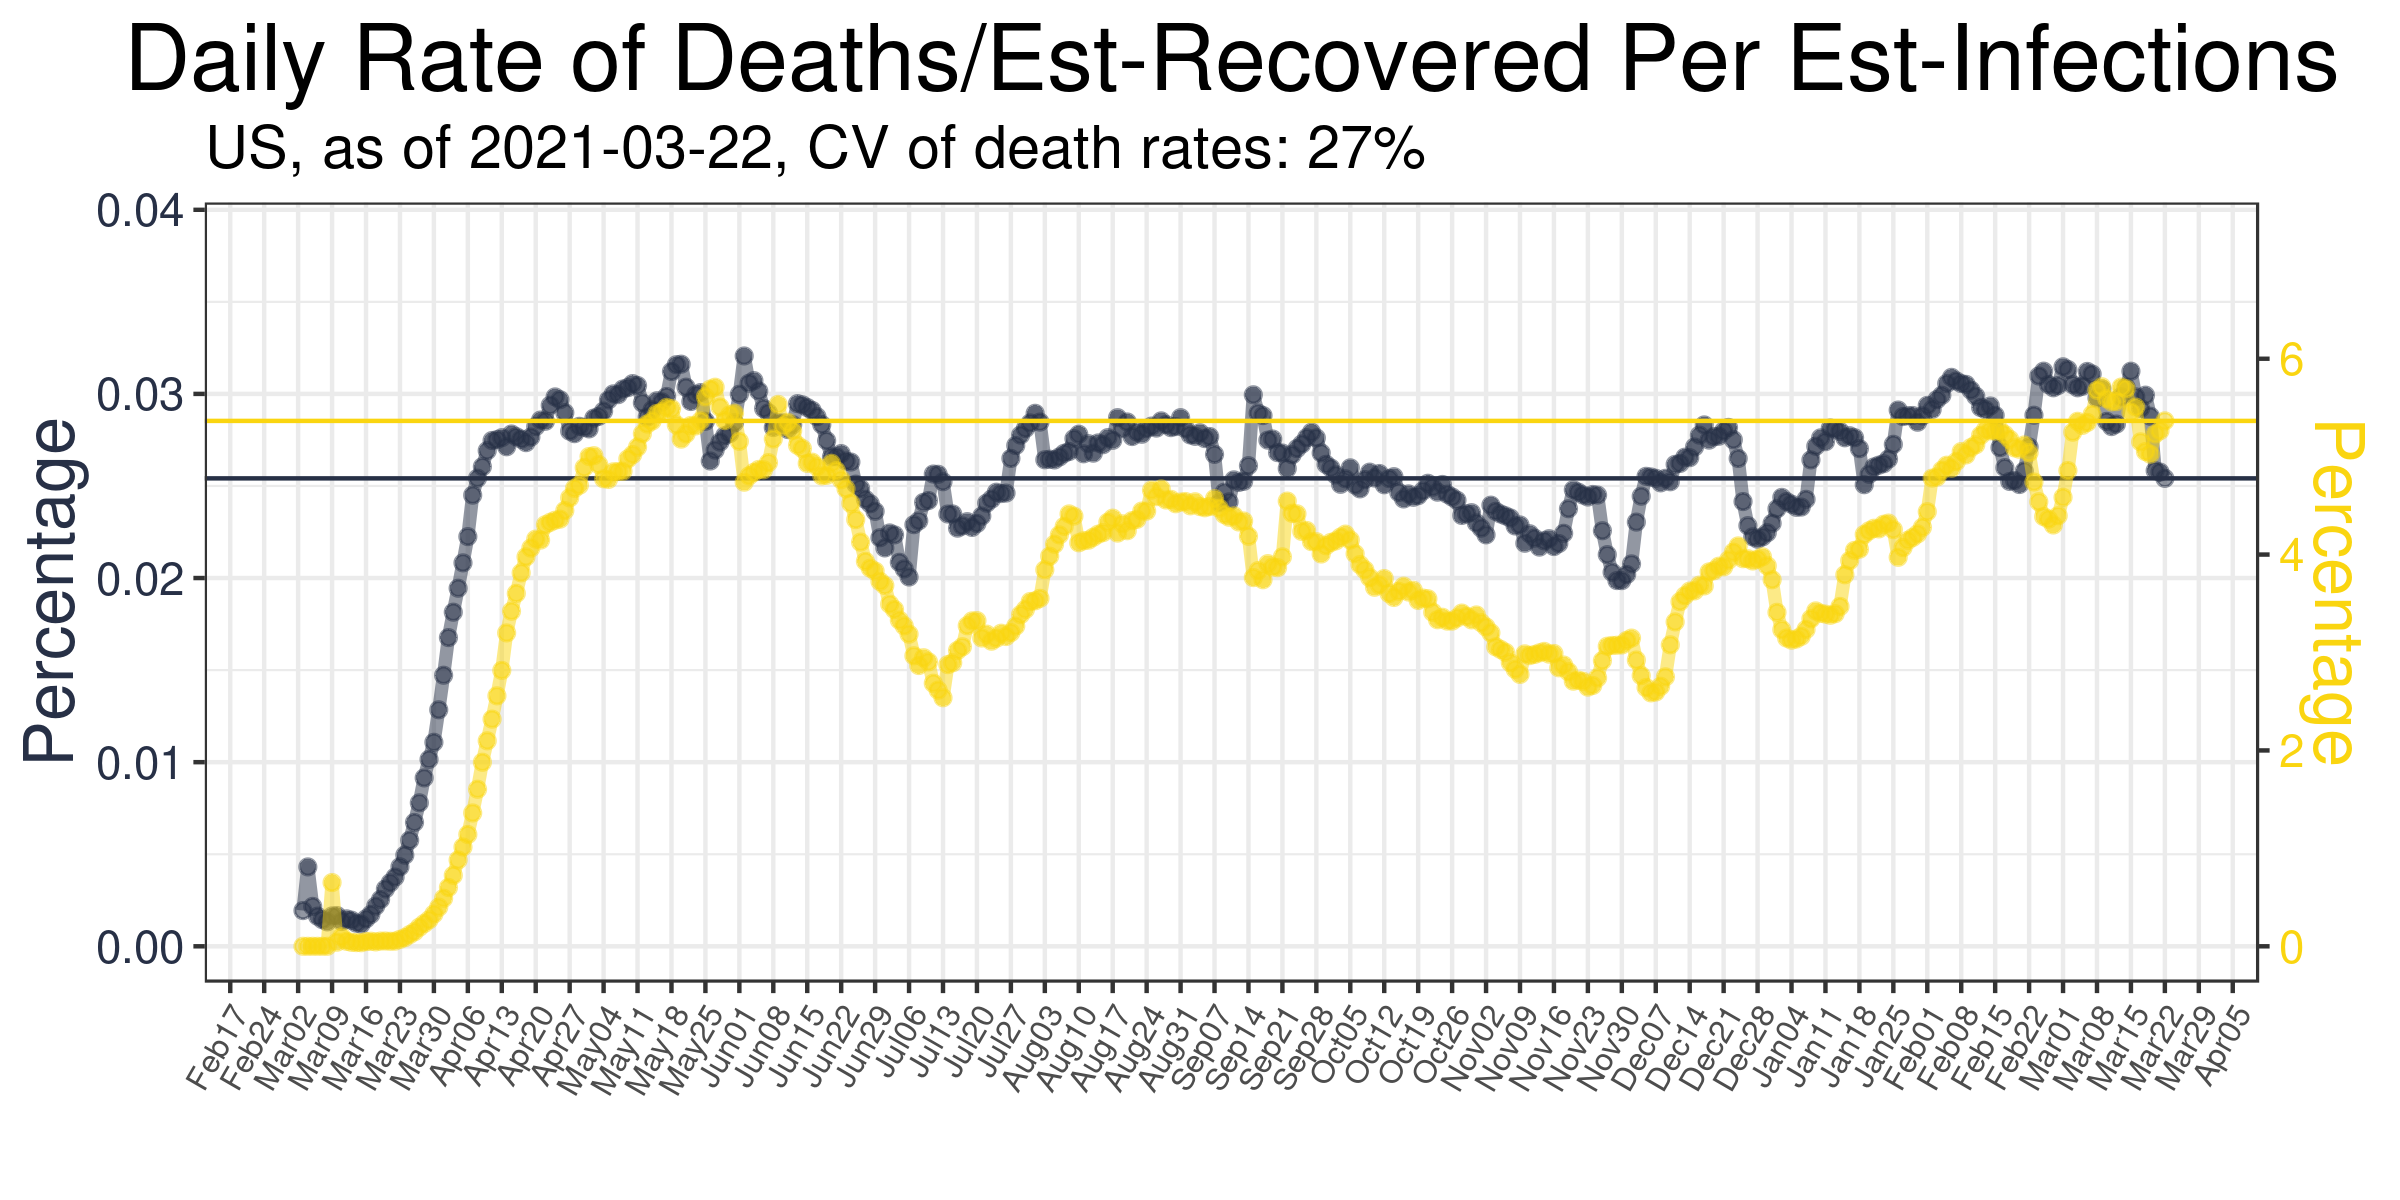 Daily Rate of Deaths/Est-Recovered Per Est-Infections
US, as of 2021-03-22, CV of death rates: 27%
Percentage
0.04
0.03
0.02
0.01
0.00
6
4
2
0
Percentage
Feb17
Feb24
Mar02
Mar09
Mar16
Mar23
Mar30
Apr06
Apr13
Apr20
Apr27
May04
May11
May18
May25
Jun01
Jun08
Jun15
Jun22
Jun29
Jul06
Jul13
Jul20
Jul27
Aug03
Aug10
Aug17
Aug24
Aug31
Sep07
Sep14
Sep21
Sep28
Oct05
Oct12
Oct19
Oct26
Nov02
Nov09
Nov16
Nov23
Nov30
Dec07
Dec14
Dec21
Dec28
Jan04
Jan11
Jan18
Jan25
Feb01
Feb08
Feb15
Feb22
Mar01
Mar08
Mar15
Mar22
Mar29
Apr05